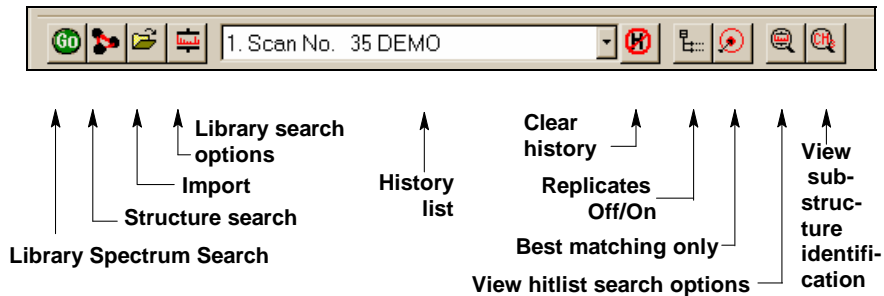 GO
1. Scan No. 35 DEMO
H
CH₃
Library search
options
Import
Structure search
Library Spectrum Search
History
list
Clear
history
Replicates
Off/On
Best matching only
View hitlist search options
View
sub-
struc-
ture
identifi-
cation